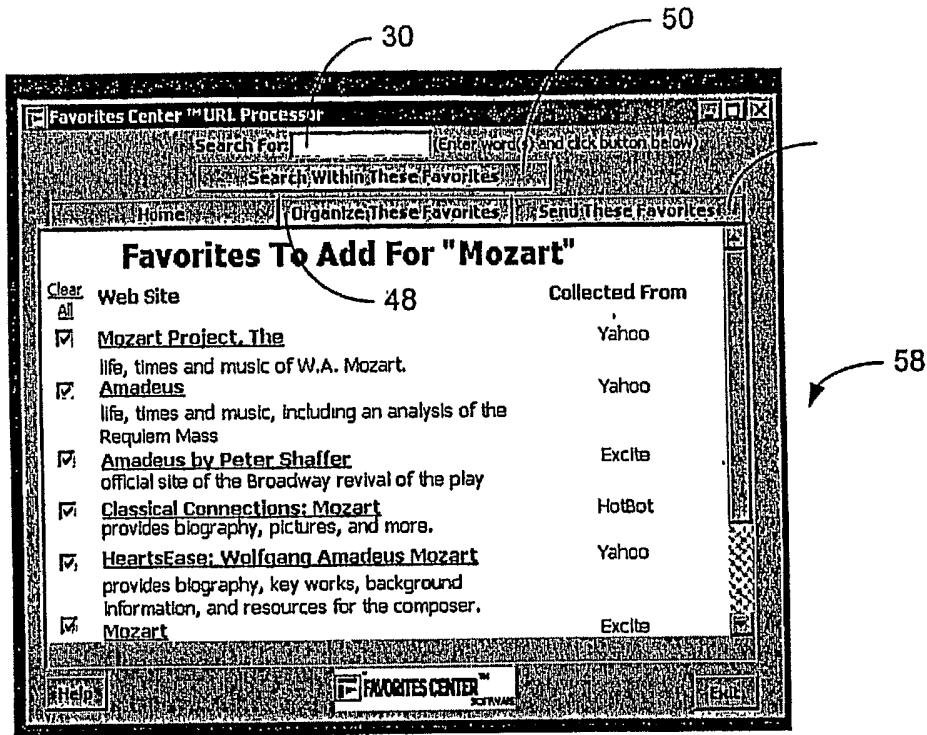 30
50
Favorites Center ™ URL Processor
Search For: (Enter word(s) and click button below)
Search Within These Favorites
Home Organize These Favorites Send These Favorites
Favorites To Add For "Mozart"
48
Clear All
Web Site
Collected From
Mozart Project, The Yahoo
life, times and music of W.A. Mozart.
Amadeus Yahoo
life, times and music, including an analysis of the
Requiem Mass
Amadeus by Peter Shaffer Excite
official site of the Broadway revival of the play
Classical Connections: Mozart HotBot
provides biography, pictures, and more.
HeartsEase: Wolfgang Amadeus Mozart Yahoo
provides biography, key works, background
information, and resources for the composer.
Mozart Excite
58
Help
FAVORITES CENTER™
SOFTWARE
Exit